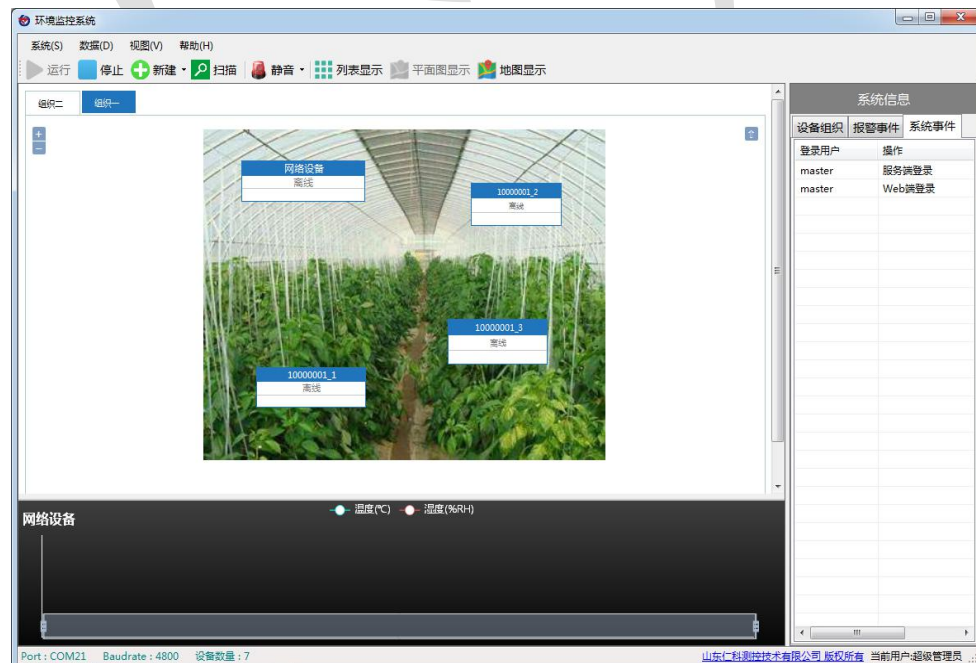 环境监控系统
系统(S) 数据(D) 视图(V) 帮助(H)
运行 停止 新建 扫描 静音 列表显示 平面图显示 地图显示
组织二 组织一
网络设备
离线
10000001_2
离线
10000001_3
离线
10000001_1
离线
系统信息
设备组织 报警事件 系统事件
登录用户 操作
master 服务端登录
master Web端登录
网络设备
温度(℃) 湿度(%RH)
Port : COM21 Baudrate : 4800 设备数量 : 7 山东仁科测控技术有限公司 版权所有 当前用户:超级管理员